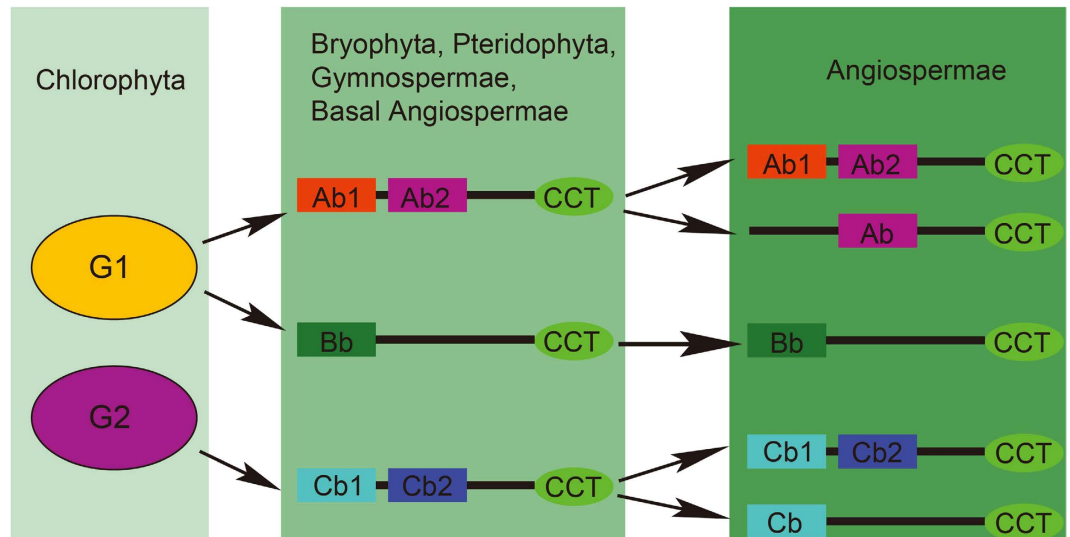 Chlorophyta
G1
G2
Bryophyta, Pteridophyta,
Gymnospermae,
Basal Angiospermae
Ab1 Ab2 CCT
Bb CCT
Cb1 Cb2 CCT
Angiospermae
Ab1 Ab2 CCT
Ab CCT
Bb CCT
Cb1 Cb2 CCT
Cb CCT